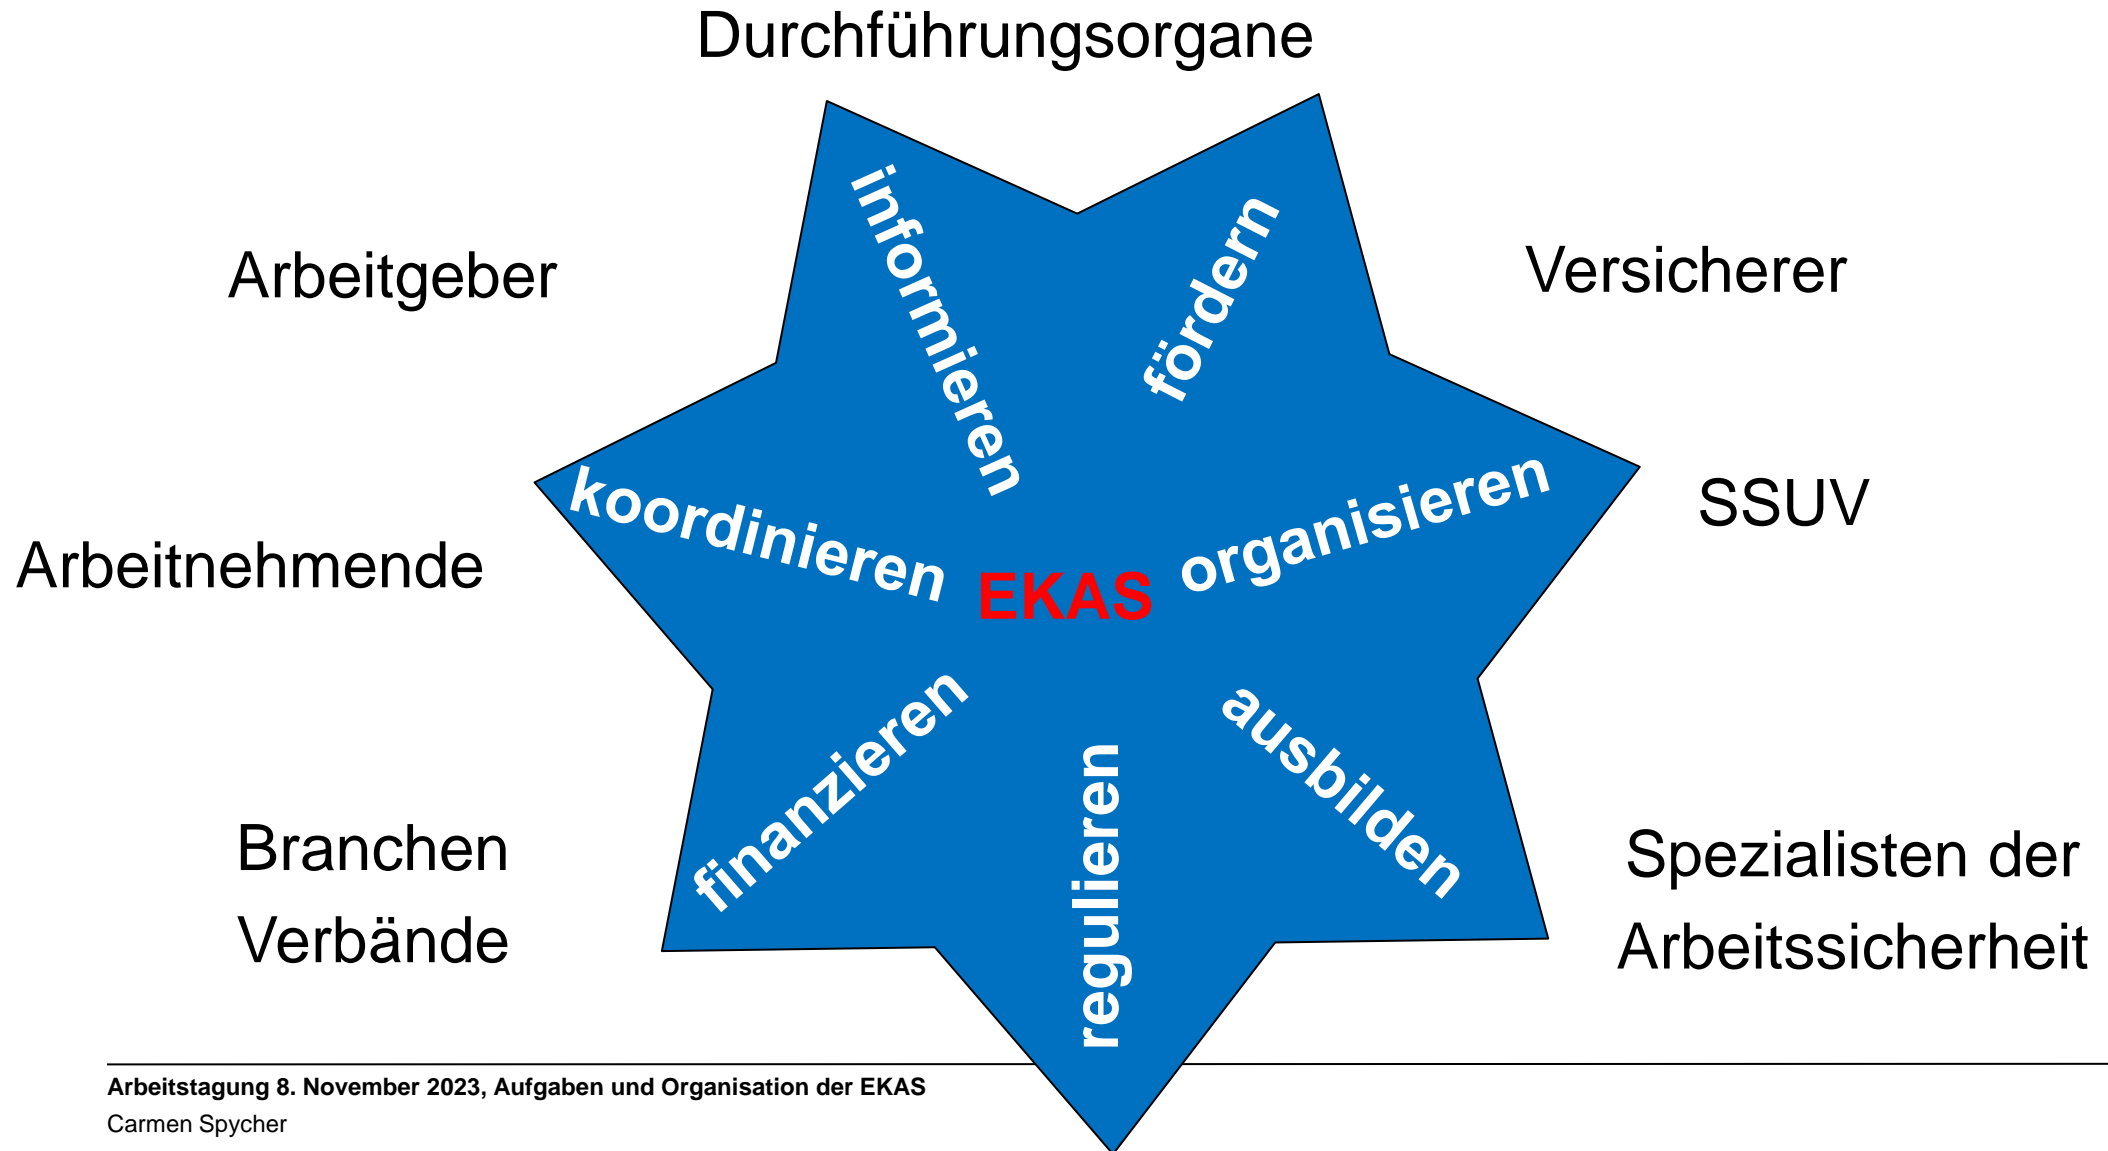 Durchführungsorgane
informieren
fördern
Arbeitgeber
Versicherer
koordinieren
organisieren
SSUV
Arbeitnehmende
EKAS
finanzieren
regulieren
ausbilden
Branchen
Verbände
Spezialisten der
Arbeitssicherheit
Arbeitstagung 8. November 2023, Aufgaben und Organisation der EKAS
Carmen Spycher